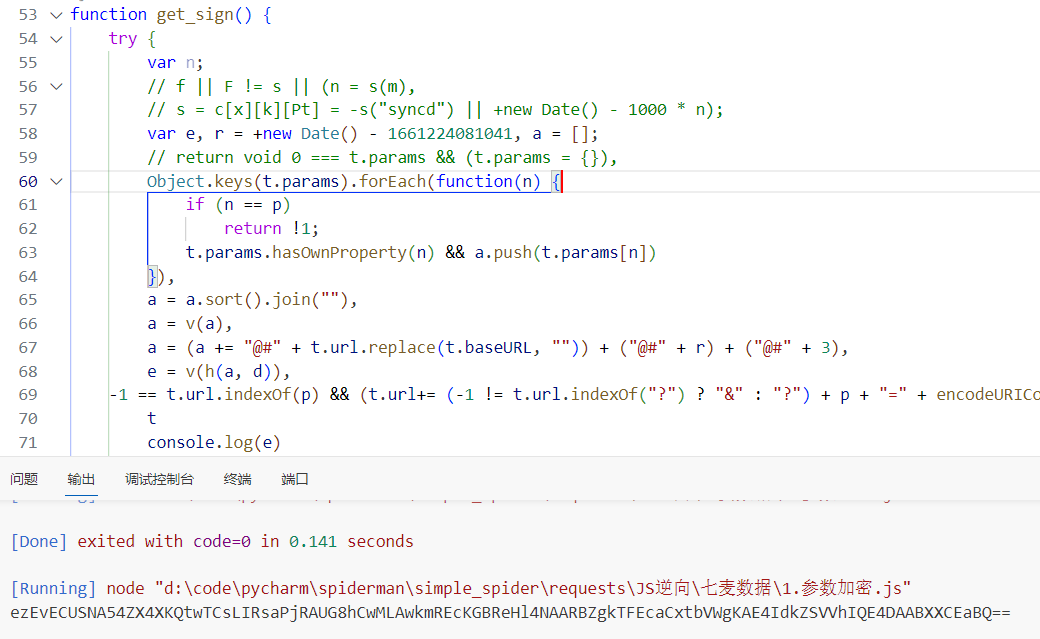 53 function get_sign() {
54 try {
55 var n;
56 // f || F != s || (n = s(m),
57 // s = c[x][k][Pt] = -s("syncd") || +new Date() - 1000 * n);
58 var e, r = +new Date() - 1661224081041, a = [];
59 // return void 0 === t.params && (t.params = {}),
60 Object.keys(t.params).forEach(function(n) {
61 if (n == p)
62 return !1;
63 t.params.hasOwnProperty(n) && a.push(t.params[n])
64 }),
65 a = a.sort().join(""),
66 a = v(a),
67 a = (a += "@#" + t.url.replace(t.baseURL, "")) + ("@#" + r) + ("@#" + 3),
68 e = v(h(a, d)),
69 -1 == t.url.indexOf(p) && (t.url+= (-1 != t.url.indexOf("?") ? "&" : "?") + p + "=" + encodeURICo
70 t
71 console.log(e)
问题 输出 调试控制台 终端 端口
[Done] exited with code=0 in 0.141 seconds
[Running] node "d:\code\pycharm\spiderman\simple_spider\requests\JS逆向\七麦数据\1.参数加密.js"
ezEvECUSNA54ZX4XKQtwTCsLIRsaPjRAUG8hCwMLAwkmREcKGBReHl4NAARBZgkTFEcaCxtbVWgKAE4IdkZSVVhIQE4DAABXXCEaBQ==